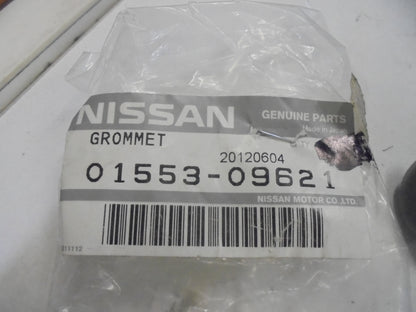 NISSAN
GENUINE PARTS
Made in Japan
GROMMET
20120604
01553-09621
NISSAN MOTOR CO.,LTD.